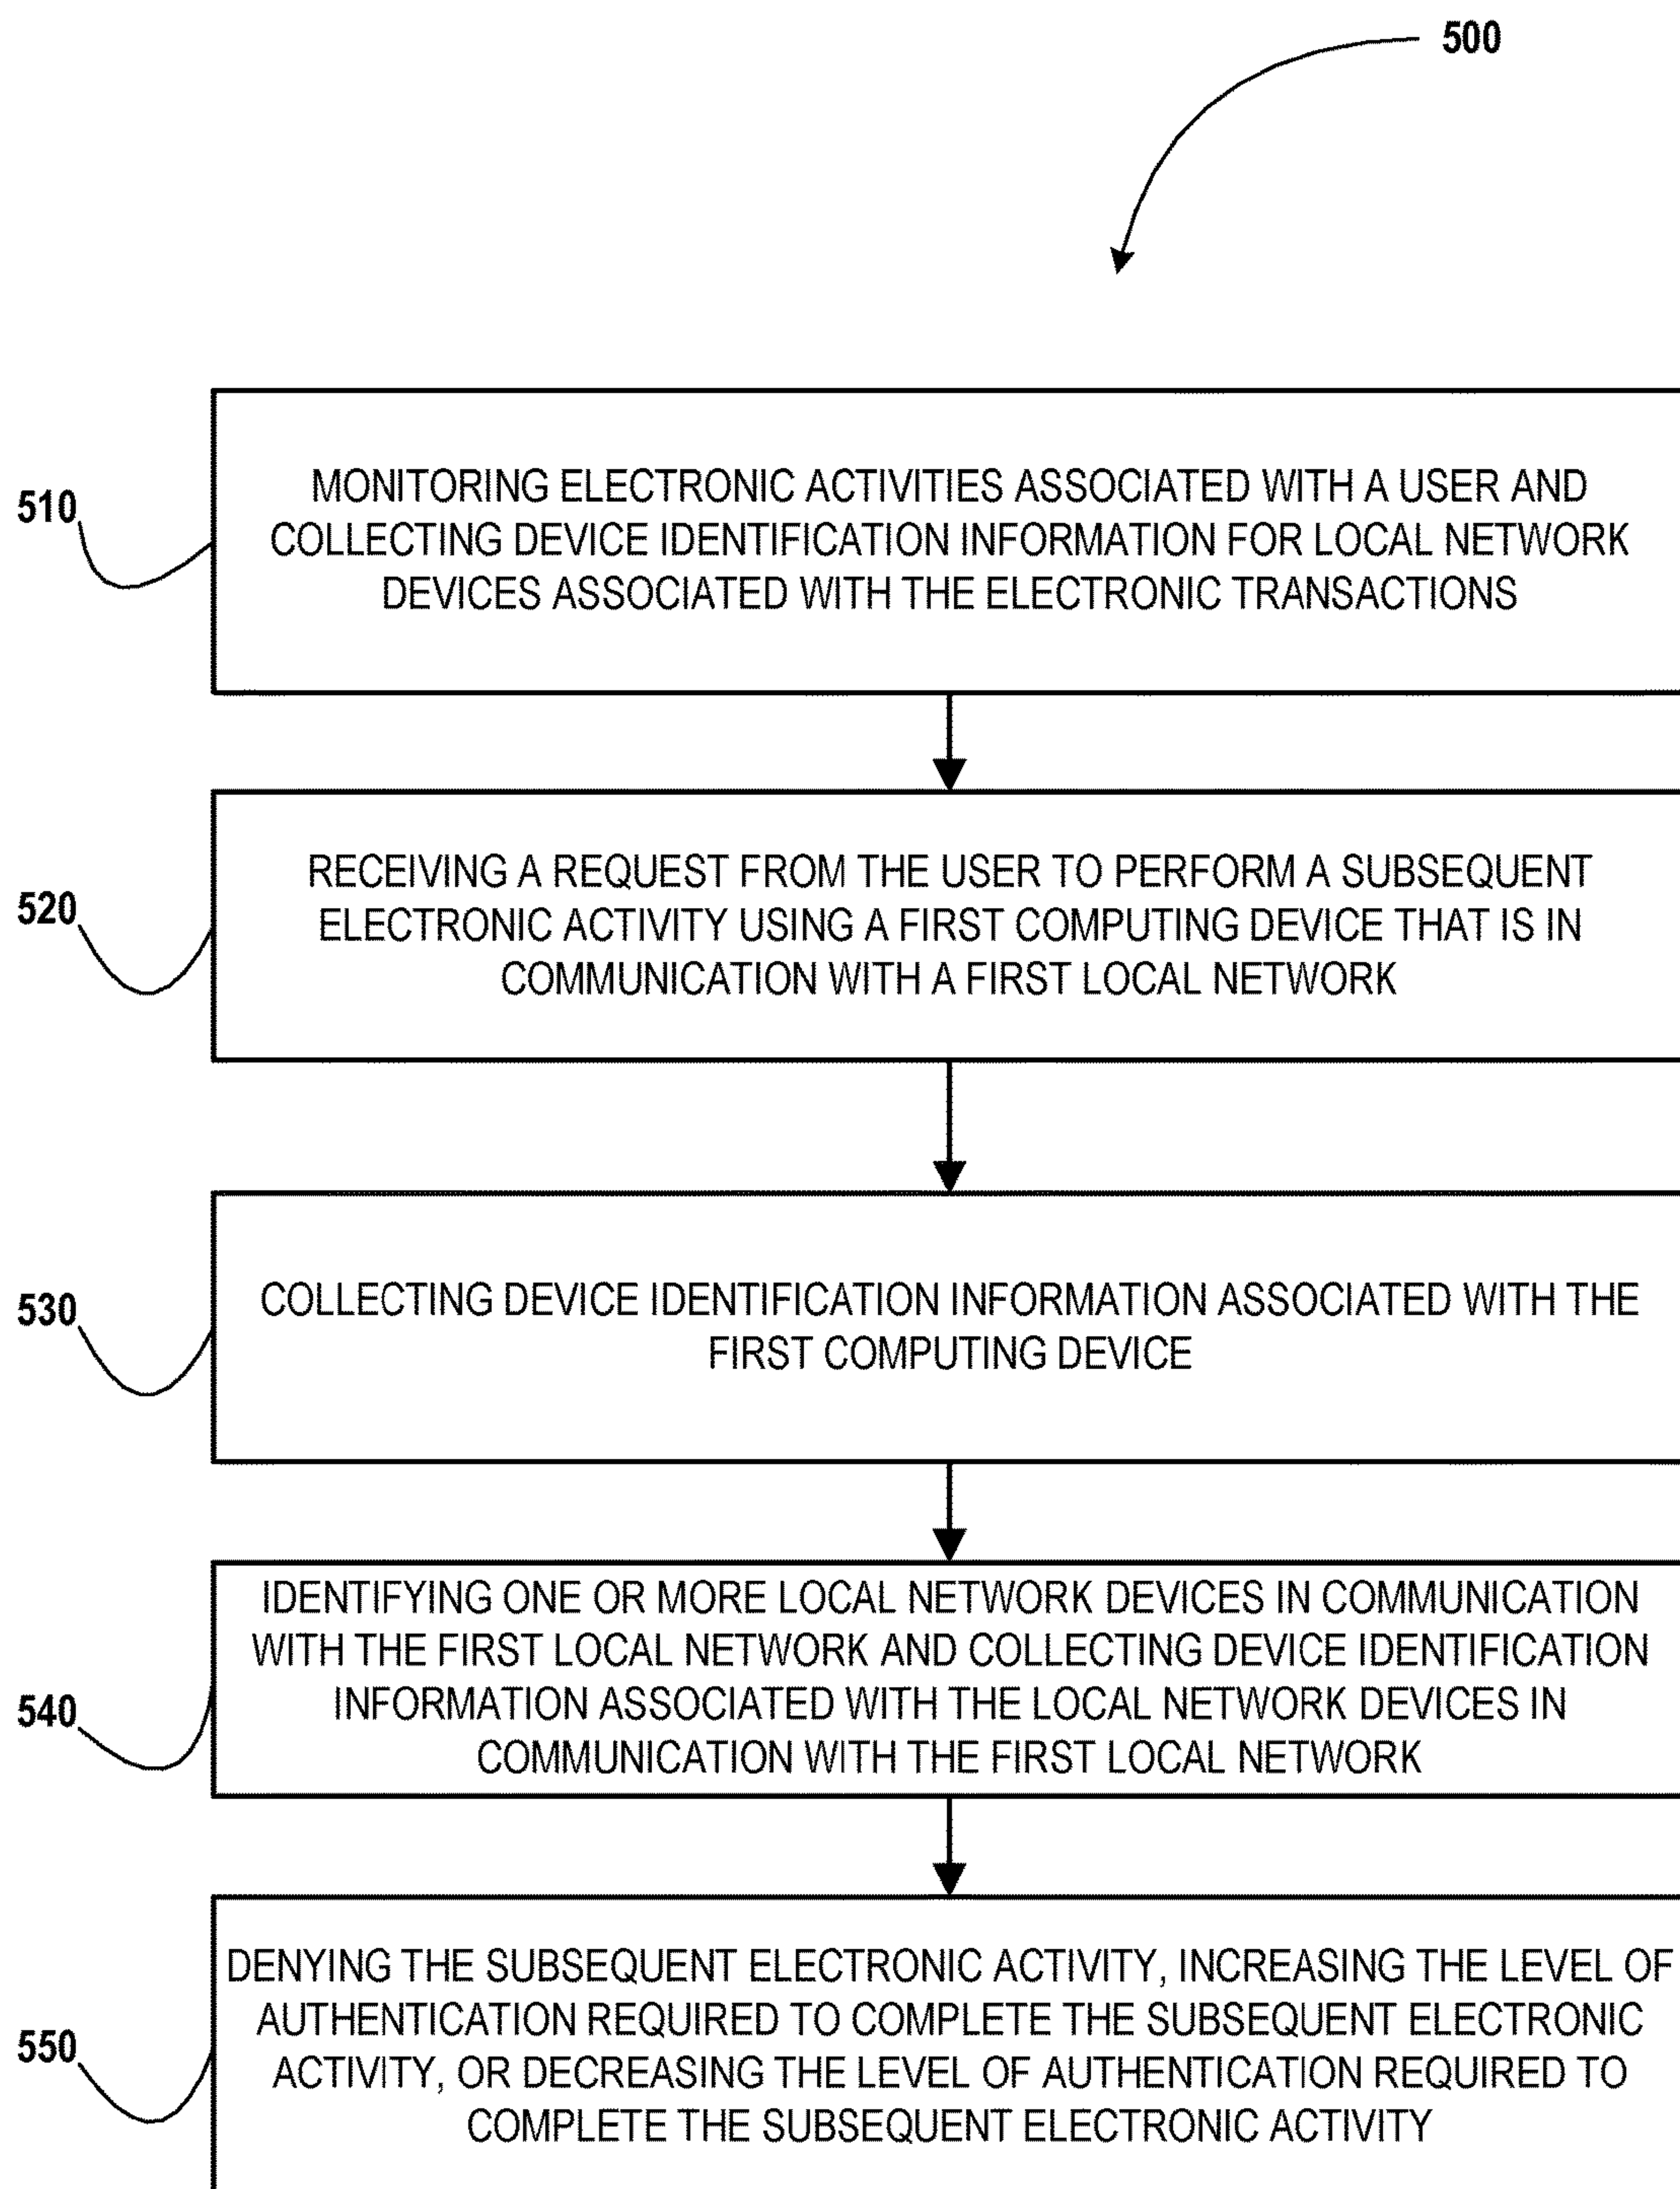 500
510
MONITORING ELECTRONIC ACTIVITIES ASSOCIATED WITH A USER AND
COLLECTING DEVICE IDENTIFICATION INFORMATION FOR LOCAL NETWORK
DEVICES ASSOCIATED WITH THE ELECTRONIC TRANSACTIONS
520
RECEIVING A REQUEST FROM THE USER TO PERFORM A SUBSEQUENT
ELECTRONIC ACTIVITY USING A FIRST COMPUTING DEVICE THAT IS IN
COMMUNICATION WITH A FIRST LOCAL NETWORK
530
COLLECTING DEVICE IDENTIFICATION INFORMATION ASSOCIATED WITH THE
FIRST COMPUTING DEVICE
540
IDENTIFYING ONE OR MORE LOCAL NETWORK DEVICES IN COMMUNICATION
WITH THE FIRST LOCAL NETWORK AND COLLECTING DEVICE IDENTIFICATION
INFORMATION ASSOCIATED WITH THE LOCAL NETWORK DEVICES IN
COMMUNICATION WITH THE FIRST LOCAL NETWORK
550
DENYING THE SUBSEQUENT ELECTRONIC ACTIVITY, INCREASING THE LEVEL OF
AUTHENTICATION REQUIRED TO COMPLETE THE SUBSEQUENT ELECTRONIC
ACTIVITY, OR DECREASING THE LEVEL OF AUTHENTICATION REQUIRED TO
COMPLETE THE SUBSEQUENT ELECTRONIC ACTIVITY